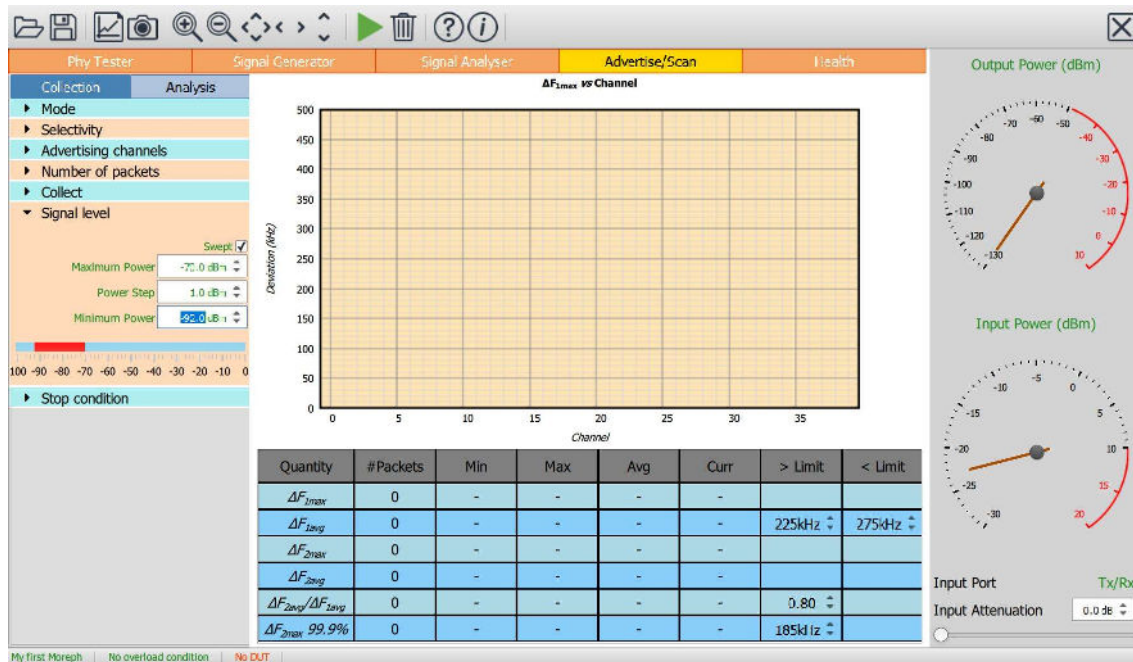 Phy Tester Signal Generator Signal Analyser Advertise/Scan Health
Collection Analysis
Mode
Selectivity
Advertising channels
Number of packets
Collect
Signal level
Swept
Maximum Power -70.0 dBm
Power Step 1.0 dBm
Minimum Power -92.0 dBm
100 -90 -80 -70 -60 -50 -40 -30 -20 -10 0
Stop condition
ΔF1max vs Channel
500
450
400
350
300
250
200
150
100
50
0
Deviation (kHz)
0 5 10 15 20 25 30 35
Channel
Quantity #Packets Min Max Avg Curr > Limit < Limit
ΔF1max 0 - - - -
ΔF1avg 0 - - - - 225kHz 275kHz
ΔF2max 0 - - - -
ΔF2avg 0 - - - -
ΔF2avg/ΔF1avg 0 - - - - 0.80
ΔF2max 99.9% 0 - - - - 185kHz
Output Power (dBm)
-130 -120 -110 -100 -90 -80 -70 -60 -50 -40 -30 -20 -10 0 10
Input Power (dBm)
-30 -25 -20 -15 -10 -5 0 5 10 15 20
Input Port Tx/Rx
Input Attenuation 0.0 dB
My first Moreph No overload condition No DUT